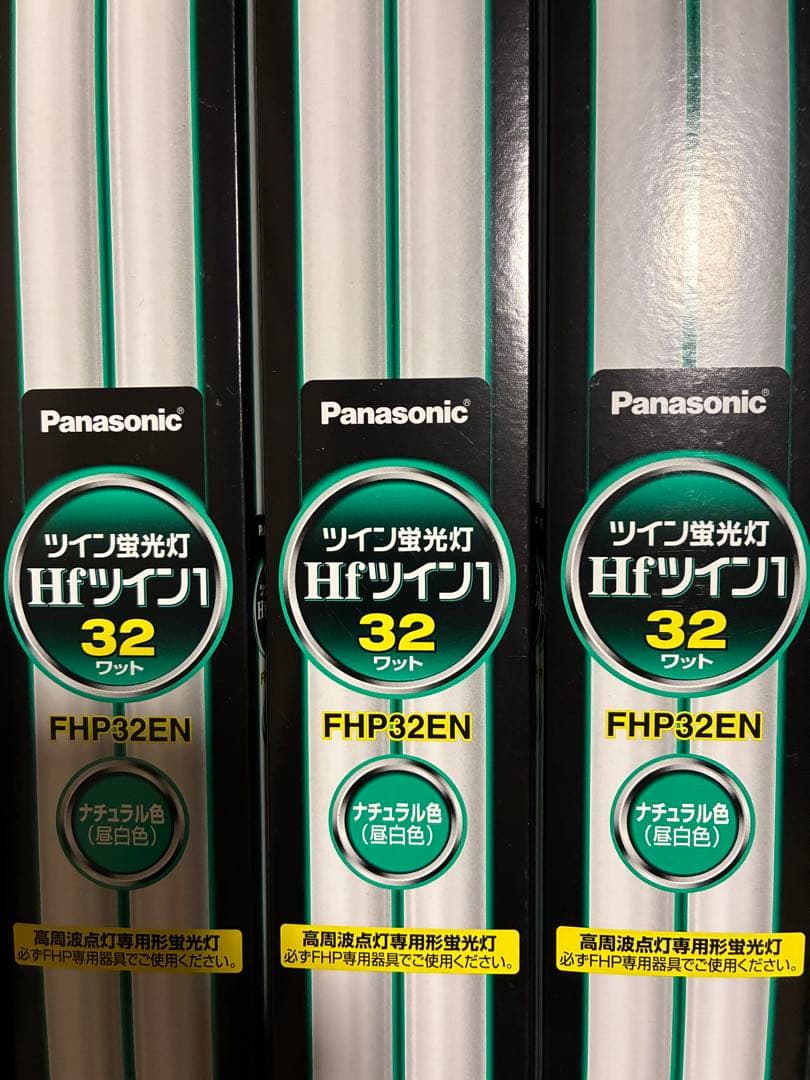 Panasonic®
ツイン蛍光灯
Hfツイン1
32
ワット
FHP32EN
ナチュラル色
(昼白色)
高周波点灯専用形蛍光灯
必ずFHP専用器具でご使用ください。
Panasonic®
ツイン蛍光灯
Hfツイン1
32
ワット
FHP32EN
ナチュラル色
(昼白色)
高周波点灯専用形蛍光灯
必ずFHP専用器具でご使用ください。
Panasonic®
ツイン蛍光灯
Hfツイン1
32
ワット
FHP32EN
ナチュラル色
(昼白色)
高周波点灯専用形蛍光灯
必ずFHP専用器具でご使用ください。